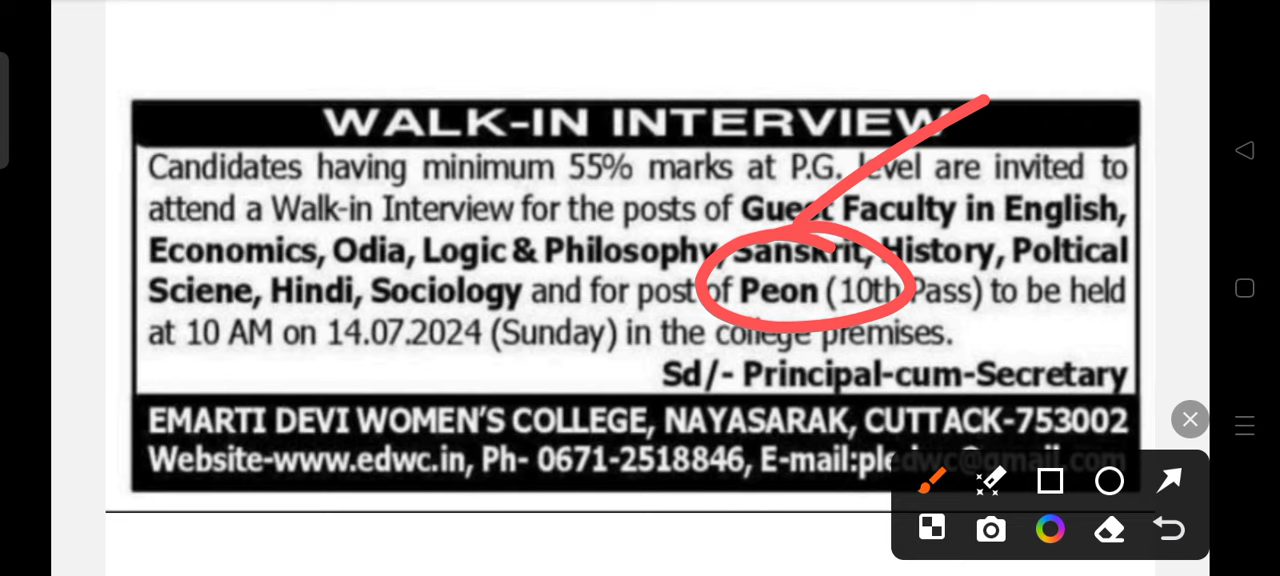 WALK-IN INTERVIEW
Candidates having minimum 55% marks at P.G. level are invited to
attend a Walk-in Interview for the posts of Guest Faculty in English,
Economics, Odia, Logic & Philosophy, Sanskrit, History, Poltical
Sciene, Hindi, Sociology and for post of Peon (10th Pass) to be held
at 10 AM on 14.07.2024 (Sunday) in the college premises.
Sd/- Principal-cum-Secretary
EMARTI DEVI WOMEN'S COLLEGE, NAYASARAK, CUTTACK-753002
Website-www.edwc.in, Ph- 0671-2518846, E-mail:pledwc@gmail.com